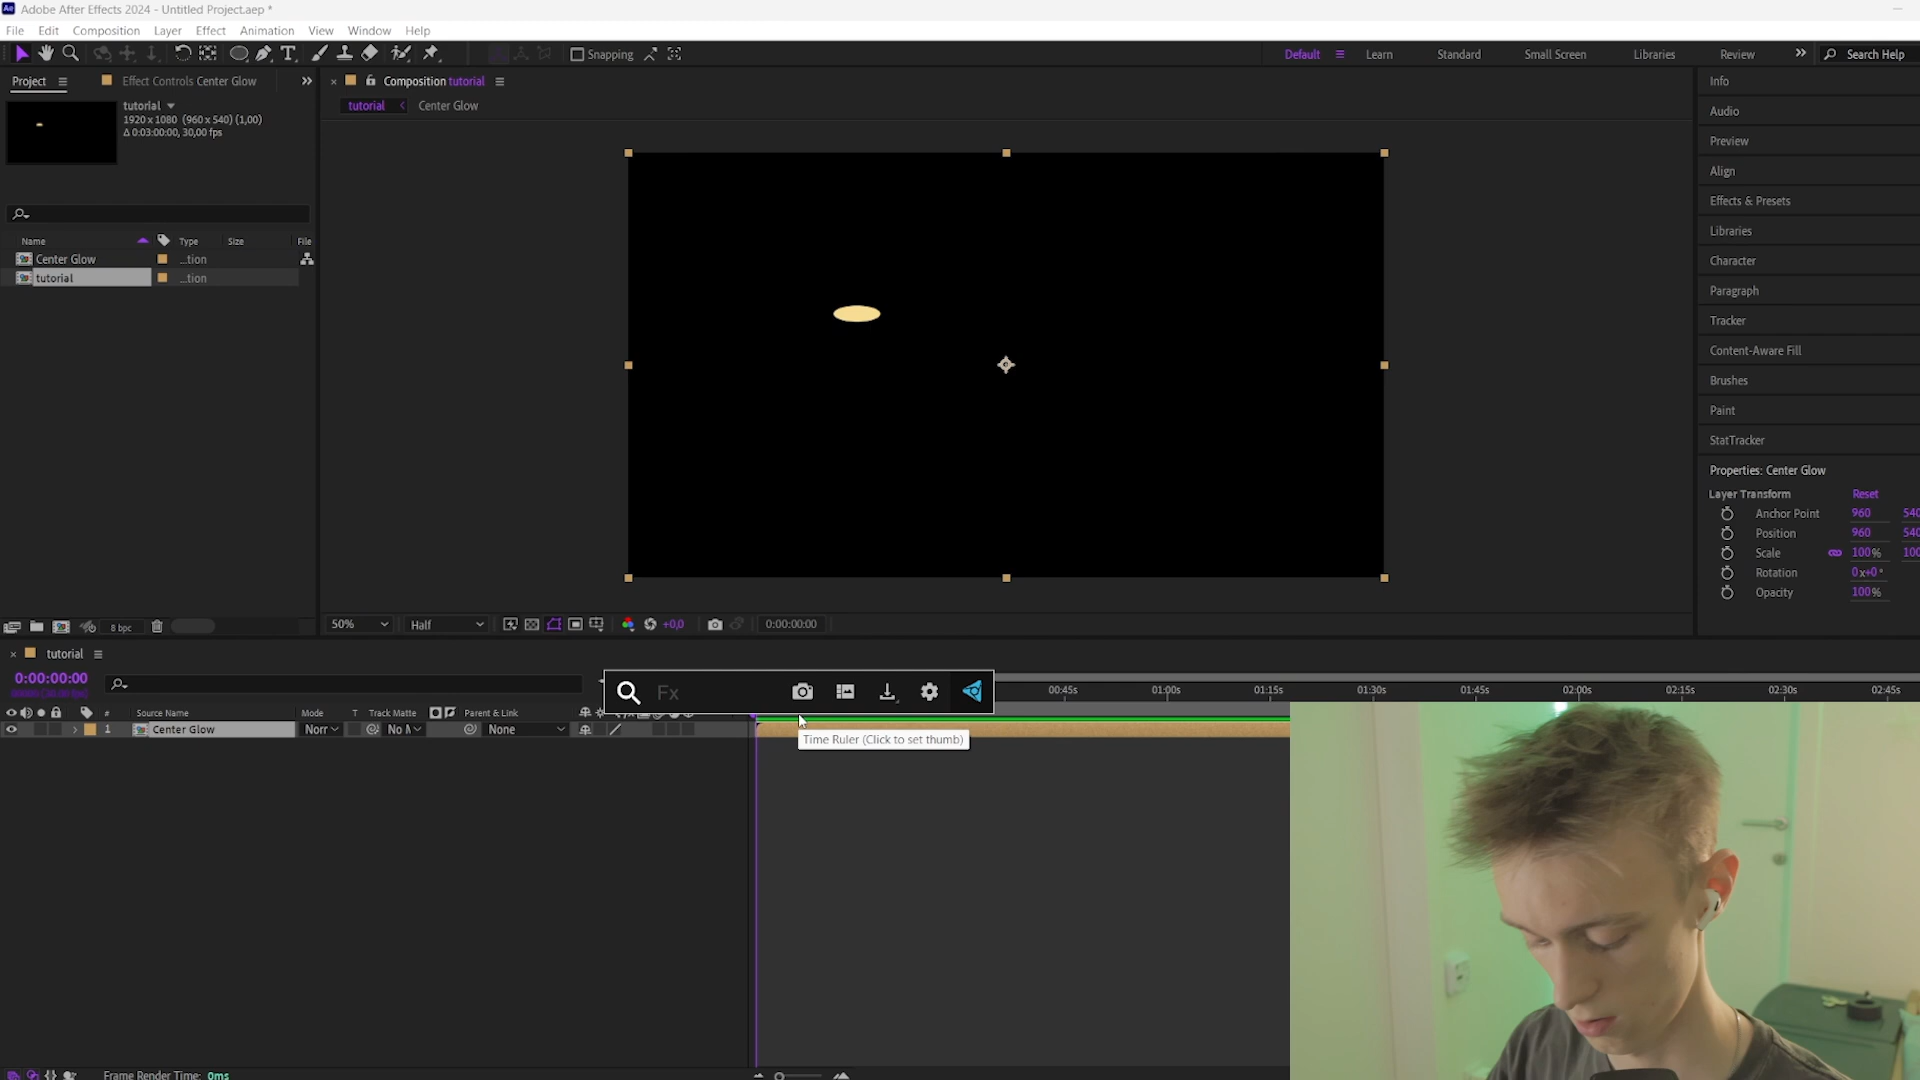 Adobe After Effects 2024 - Untitled Project.aep *
File Edit Composition Layer Effect Animation View Window Help
Snapping Default Learn Standard Small Screen Libraries Review Search Help
Project Effect Controls Center Glow
Composition tutorial
tutorial
1920 x 1080 (960 x 540) (1,00)
Δ 0:03:00:00, 30,00 fps
tutorial Center Glow
Name Type Size File
Center Glow ...tion
tutorial ...tion
8 bpc
50% Half +0,0 0:00:00:00
Info
Audio
Preview
Align
Effects & Presets
Libraries
Character
Paragraph
Tracker
Content-Aware Fill
Brushes
Paint
StatTracker
Properties: Center Glow
Layer Transform Reset
Anchor Point 960 540
Position 960 540
Scale 100% 100
Rotation 0x+0°
Opacity 100%
tutorial
0:00:00:00
Fx
00:45s 01:00s 01:15s 01:30s 01:45s 02:00s 02:15s 02:30s 02:45s
# Source Name Mode T Track Matte Parent & Link
1 Center Glow Norr No M None
Time Ruler (Click to set thumb)
Frame Render Time: 0ms